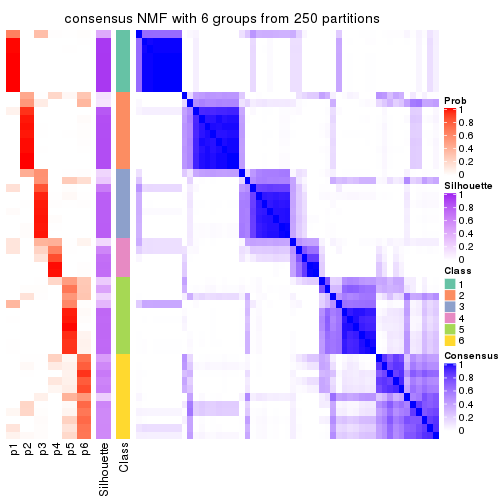 consensus NMF with 6 groups from 250 partitions
Prob
1
0.8
0.6
0.4
0.2
0
Silhouette
1
0.8
0.6
0.4
0.2
0
Class
1
2
3
4
5
6
Consensus
1
0.8
0.6
0.4
0.2
0
p1
p2
p3
p4
p5
p6
Silhouette
Class